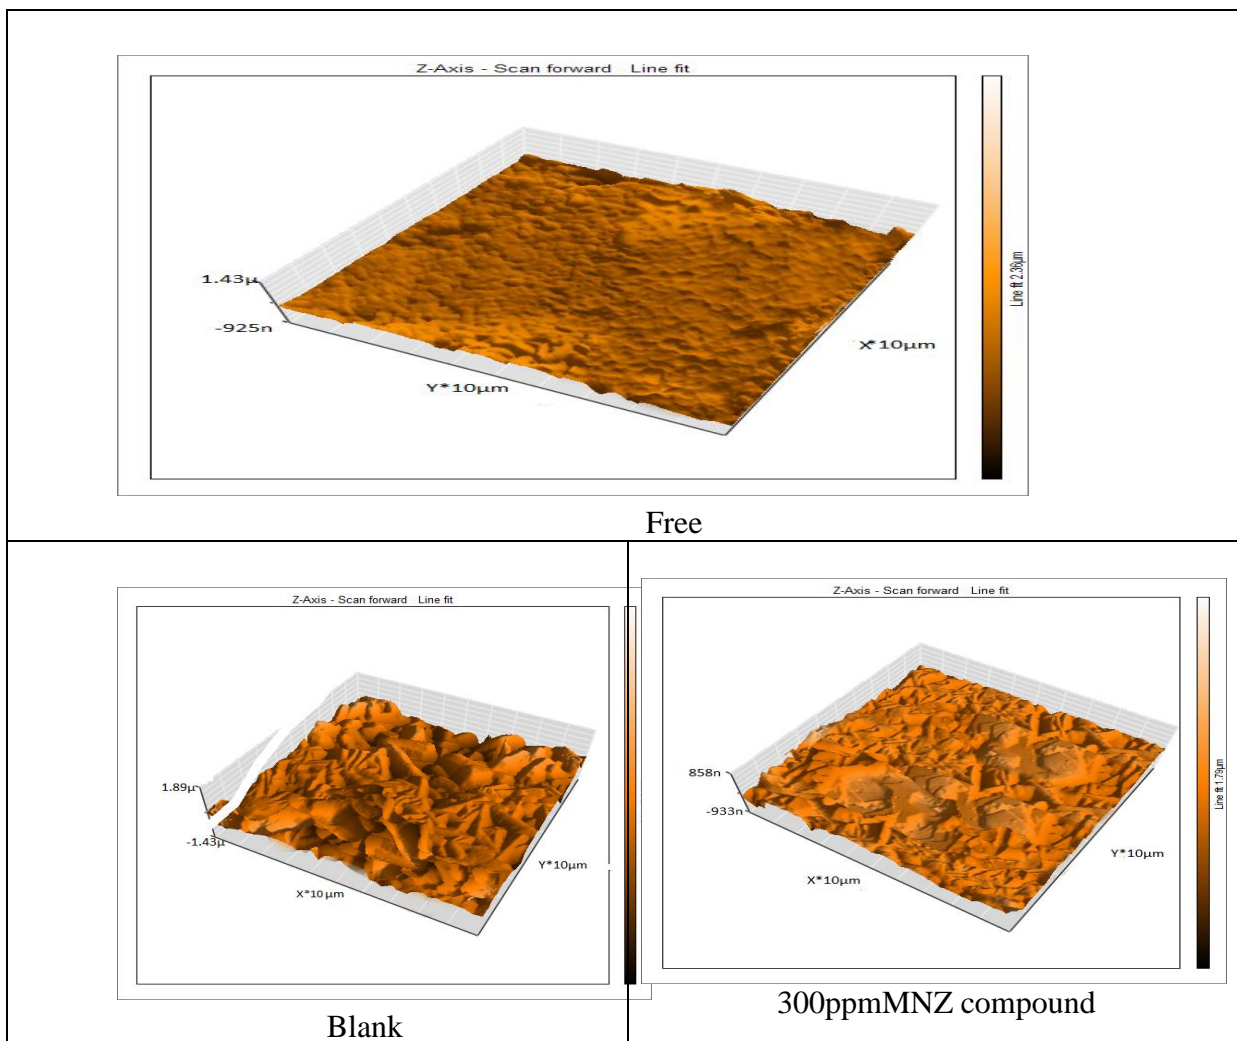 Z-Axis - Scan forward Line fit
1.43µ
-925n
Y*10µm
X*10µm
Line fit 2.36µm
Free
Z-Axis - Scan forward Line fit
1.89µ
-1.43µ
X*10 µm
Y*10µm
Blank
Z-Axis - Scan forward Line fit
858n
-933n
X*10µm
Y*10µm
Line fit 1.79µm
300ppmMNZ compound